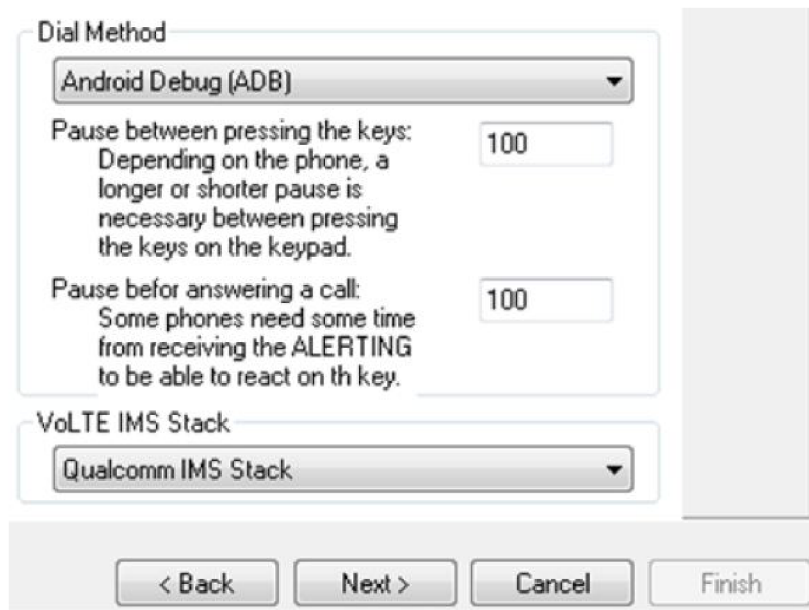 Dial Method
Android Debug (ADB)
Pause between pressing the keys: 100
Depending on the phone, a
longer or shorter pause is
necessary between pressing
the keys on the keypad.
Pause befor answering a call: 100
Some phones need some time
from receiving the ALERTING
to be able to react on th key.
VoLTE IMS Stack
Qualcomm IMS Stack
< Back Next > Cancel Finish